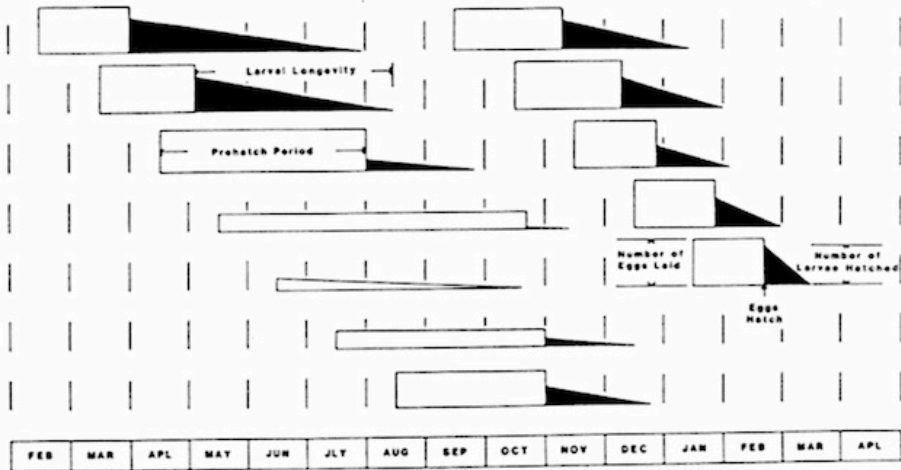 Larval Longevity
Prehatch Period
Number of
Eggs Laid
Number of
Larvae Hatched
Eggs
Hatch
FEB MAR APL MAY JUN JLY AUG SEP OCT NOV DEC JAN FEB MAR APL